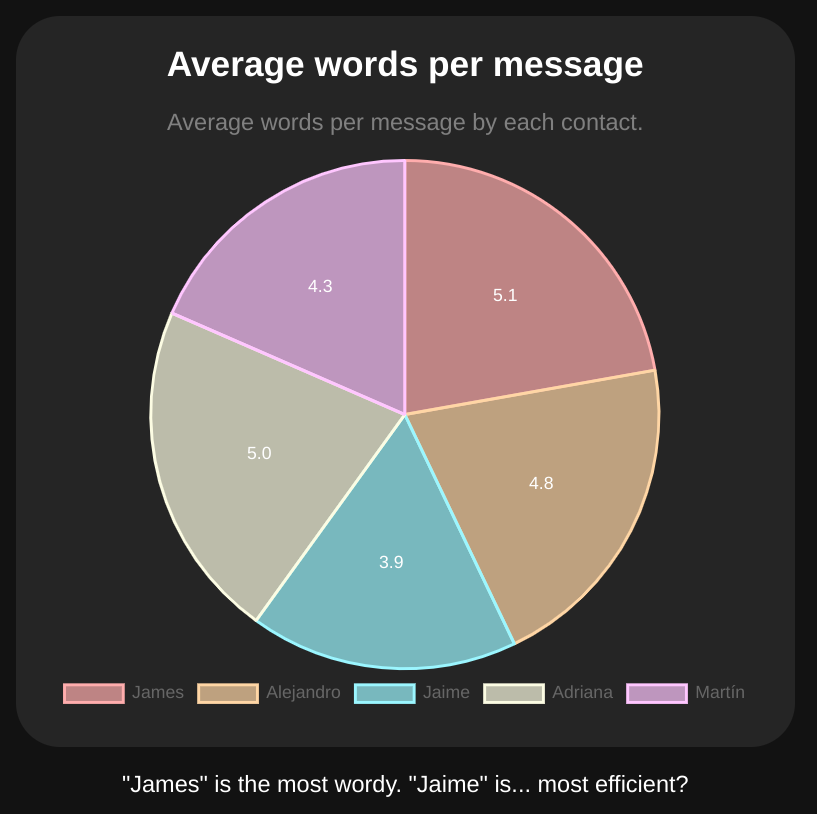 Average words per message
Average words per message by each contact.
4.3
5.1
5.0
4.8
3.9
James Alejandro Jaime Adriana Martín
"James" is the most wordy. "Jaime" is... most efficient?